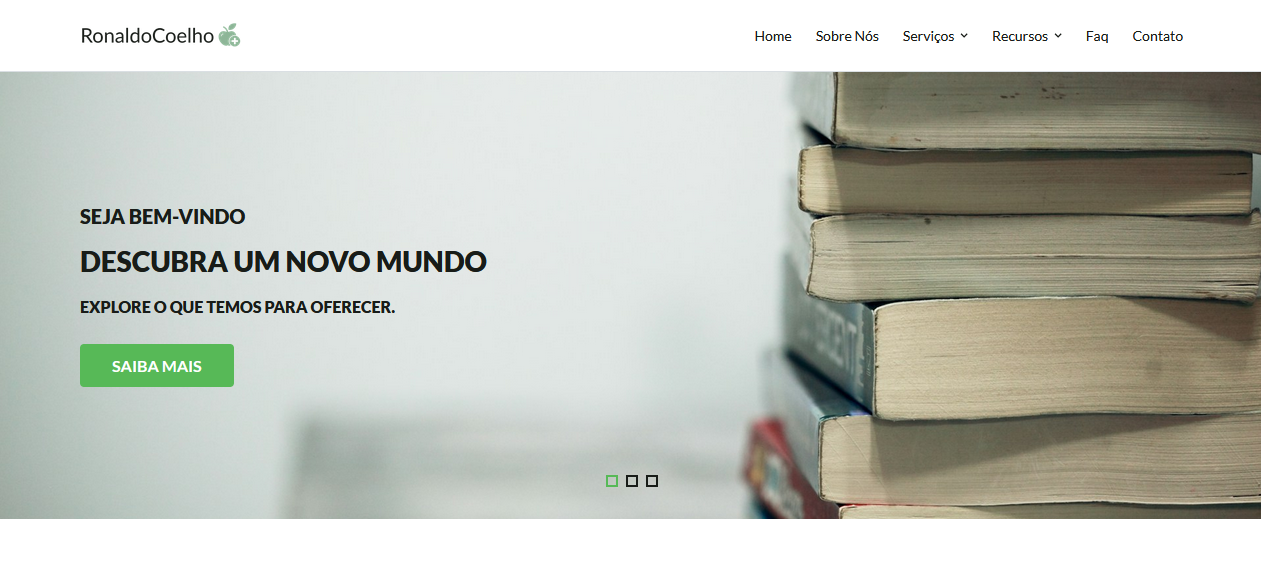 RonaldoCoelho
Home Sobre Nós Serviços Recursos Faq Contato
SEJA BEM-VINDO
DESCUBRA UM NOVO MUNDO
EXPLORE O QUE TEMOS PARA OFERECER.
SAIBA MAIS